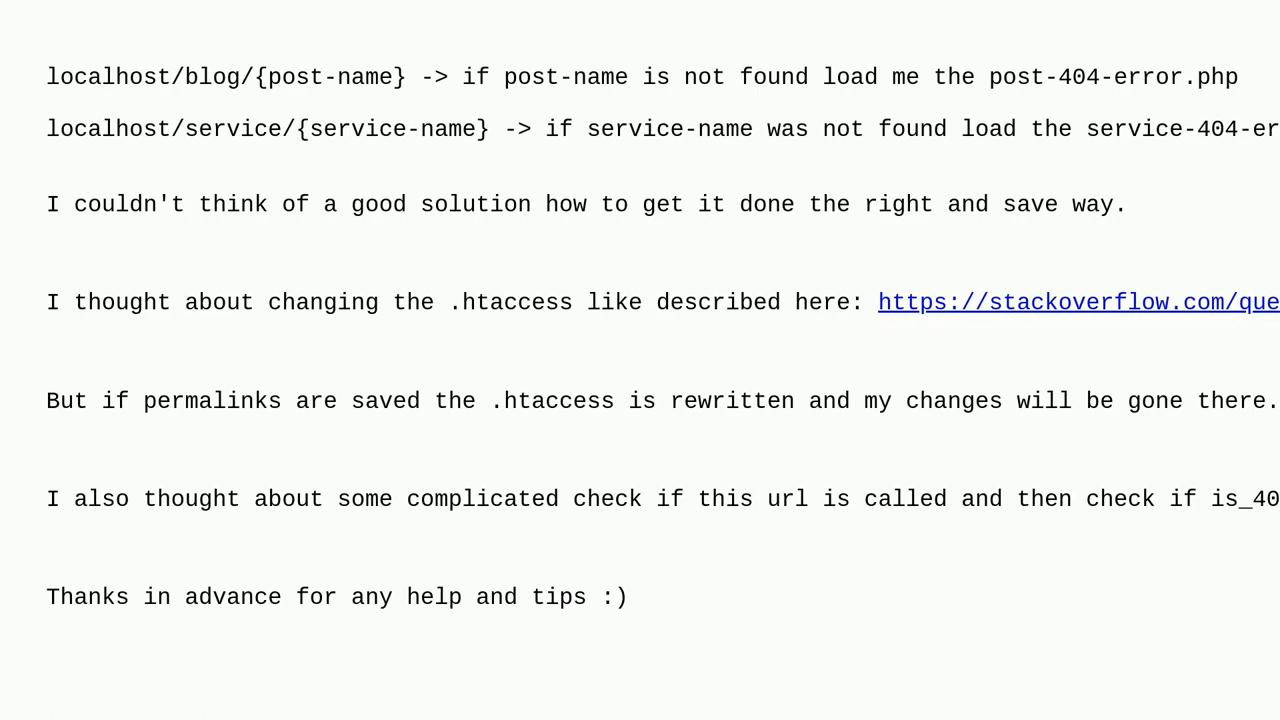 localhost/blog/{post-name} -> if post-name is not found load me the post-404-error.php
localhost/service/{service-name} -> if service-name was not found load the service-404-er
I couldn't think of a good solution how to get it done the right and save way.
I thought about changing the .htaccess like described here: https://stackoverflow.com/que
But if permalinks are saved the .htaccess is rewritten and my changes will be gone there.
I also thought about some complicated check if this url is called and then check if is_40
Thanks in advance for any help and tips :)